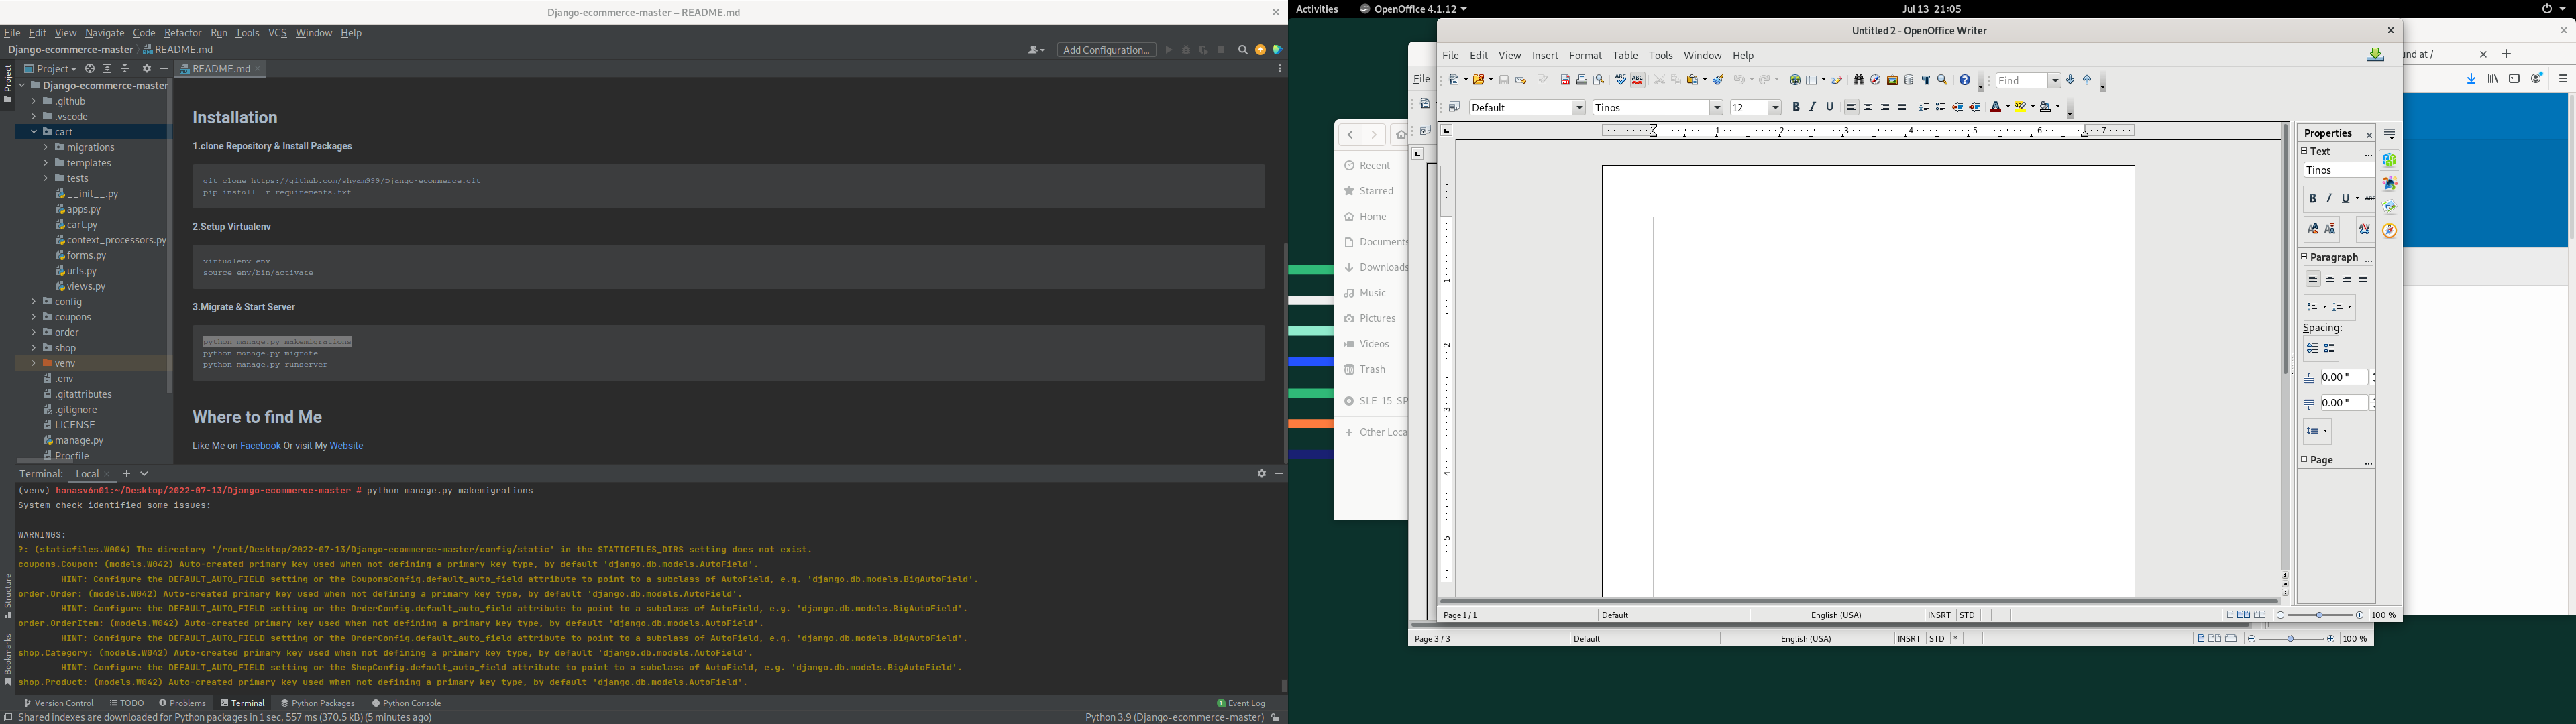 Django-ecommerce-master – README.md
File Edit View Navigate Code Refactor Run Tools VCS Window Help
Django-ecommerce-master README.md
Add Configuration...
Project
README.md
Project
Django-ecommerce-master
.github
.vscode
cart
migrations
templates
tests
__init__.py
apps.py
cart.py
context_processors.py
forms.py
urls.py
views.py
config
coupons
order
shop
venv
.env
.gitattributes
.gitignore
LICENSE
manage.py
Procfile
Installation
1.clone Repository & Install Packages
git clone https://github.com/shyam999/Django-ecommerce.git
pip install -r requirements.txt
2.Setup Virtualenv
virtualenv env
source env/bin/activate
3.Migrate & Start Server
python manage.py makemigrations
python manage.py migrate
python manage.py runserver
Where to find Me
Like Me on Facebook Or visit My Website
Terminal: Local
(venv) hanasv6n01:~/Desktop/2022-07-13/Django-ecommerce-master # python manage.py makemigrations
System check identified some issues:
WARNINGS:
?: (staticfiles.W004) The directory '/root/Desktop/2022-07-13/Django-ecommerce-master/config/static' in the STATICFILES_DIRS setting does not exist.
coupons.Coupon: (models.W042) Auto-created primary key used when not defining a primary key type, by default 'django.db.models.AutoField'.
HINT: Configure the DEFAULT_AUTO_FIELD setting or the CouponsConfig.default_auto_field attribute to point to a subclass of AutoField, e.g. 'django.db.models.BigAutoField'.
order.Order: (models.W042) Auto-created primary key used when not defining a primary key type, by default 'django.db.models.AutoField'.
HINT: Configure the DEFAULT_AUTO_FIELD setting or the OrderConfig.default_auto_field attribute to point to a subclass of AutoField, e.g. 'django.db.models.BigAutoField'.
order.OrderItem: (models.W042) Auto-created primary key used when not defining a primary key type, by default 'django.db.models.AutoField'.
HINT: Configure the DEFAULT_AUTO_FIELD setting or the OrderConfig.default_auto_field attribute to point to a subclass of AutoField, e.g. 'django.db.models.BigAutoField'.
shop.Category: (models.W042) Auto-created primary key used when not defining a primary key type, by default 'django.db.models.AutoField'.
HINT: Configure the DEFAULT_AUTO_FIELD setting or the ShopConfig.default_auto_field attribute to point to a subclass of AutoField, e.g. 'django.db.models.BigAutoField'.
shop.Product: (models.W042) Auto-created primary key used when not defining a primary key type, by default 'django.db.models.AutoField'.
Structure
Bookmarks
Version Control TODO Problems Terminal Python Packages Python Console
1 Event Log
Shared indexes are downloaded for Python packages in 1 sec, 557 ms (370.5 kB) (5 minutes ago)
Python 3.9 (Django-ecommerce-master)
Activities OpenOffice 4.1.12 Jul 13 21:05
Untitled 2 - OpenOffice Writer
File Edit View Insert Format Table Tools Window Help
Find
Default Tinos 12 B I U
1 2 3 4 5 6 7
1
2
3
4
5
Properties
Text
Tinos
B I U ABC
Paragraph
Spacing:
0.00 "
0.00 "
Page
Page 1 / 1 Default English (USA) INSRT STD 100 %
Page 3 / 3 Default English (USA) INSRT STD * 100 %
File
Recent
Starred
Home
Documents
Downloads
Music
Pictures
Videos
Trash
SLE-15-SP
Other Loca
und at /